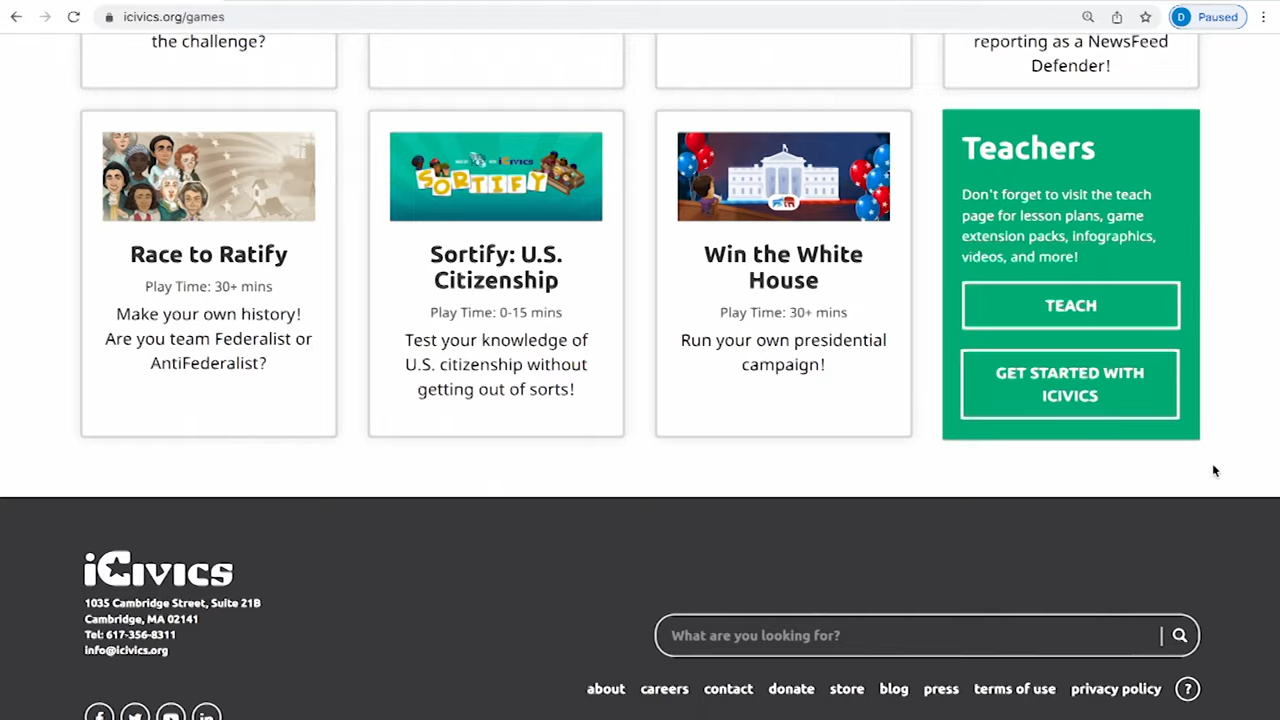 icivics.org/games
D
Paused
the challenge?
reporting as a NewsFeed
Defender!
Race to Ratify
Play Time: 30+ mins
Make your own history!
Are you team Federalist or
AntiFederalist?
iCivics
SORTIFY
Sortify: U.S.
Citizenship
Play Time: 0-15 mins
Test your knowledge of
U.S. citizenship without
getting out of sorts!
Win the White
House
Play Time: 30+ mins
Run your own presidential
campaign!
Teachers
Don't forget to visit the teach
page for lesson plans, game
extension packs, infographics,
videos, and more!
TEACH
GET STARTED WITH
ICIVICS
iCivics
1035 Cambridge Street, Suite 21B
Cambridge, MA 02141
Tel: 617-356-8311
info@icivics.org
What are you looking for?
about careers contact donate store blog press terms of use privacy policy ?